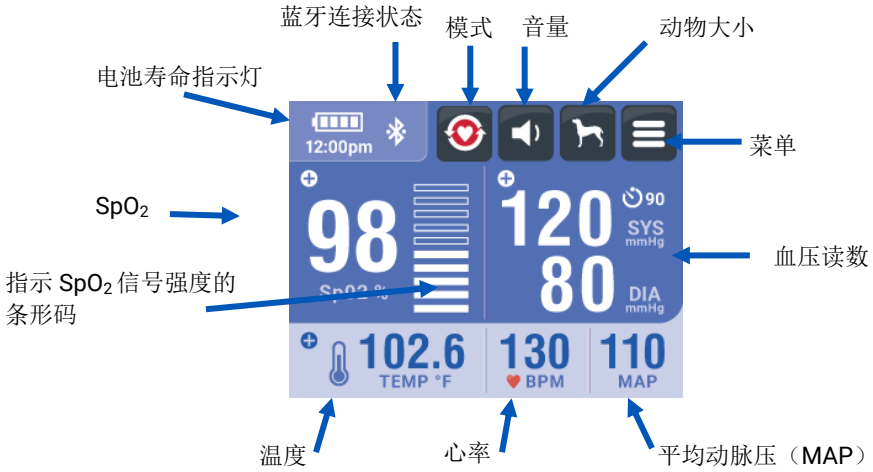 蓝牙连接状态
模式
音量
动物大小
电池寿命指示灯
12:00pm
菜单
SpO₂
98
SpO2 %
120
90
SYS
mmHg
80
DIA
mmHg
血压读数
指示 SpO₂ 信号强度的
条形码
102.6
TEMP °F
130
BPM
110
MAP
温度
心率
平均动脉压（MAP）